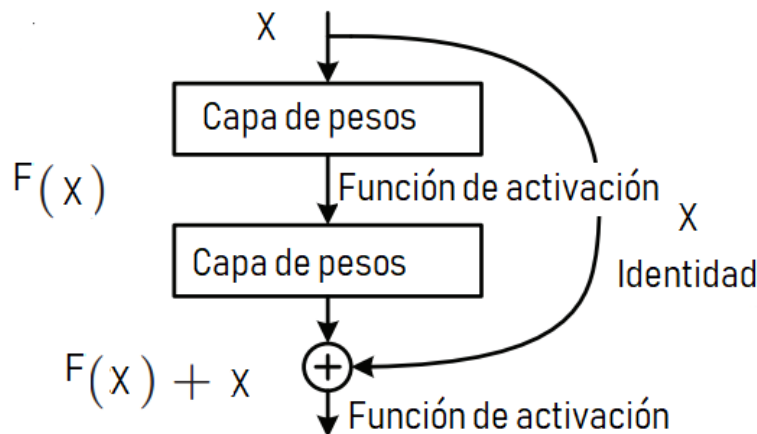 X
Capa de pesos
F(X)
Función de activación
X
Capa de pesos
Identidad
F(X) + X
+
Función de activación